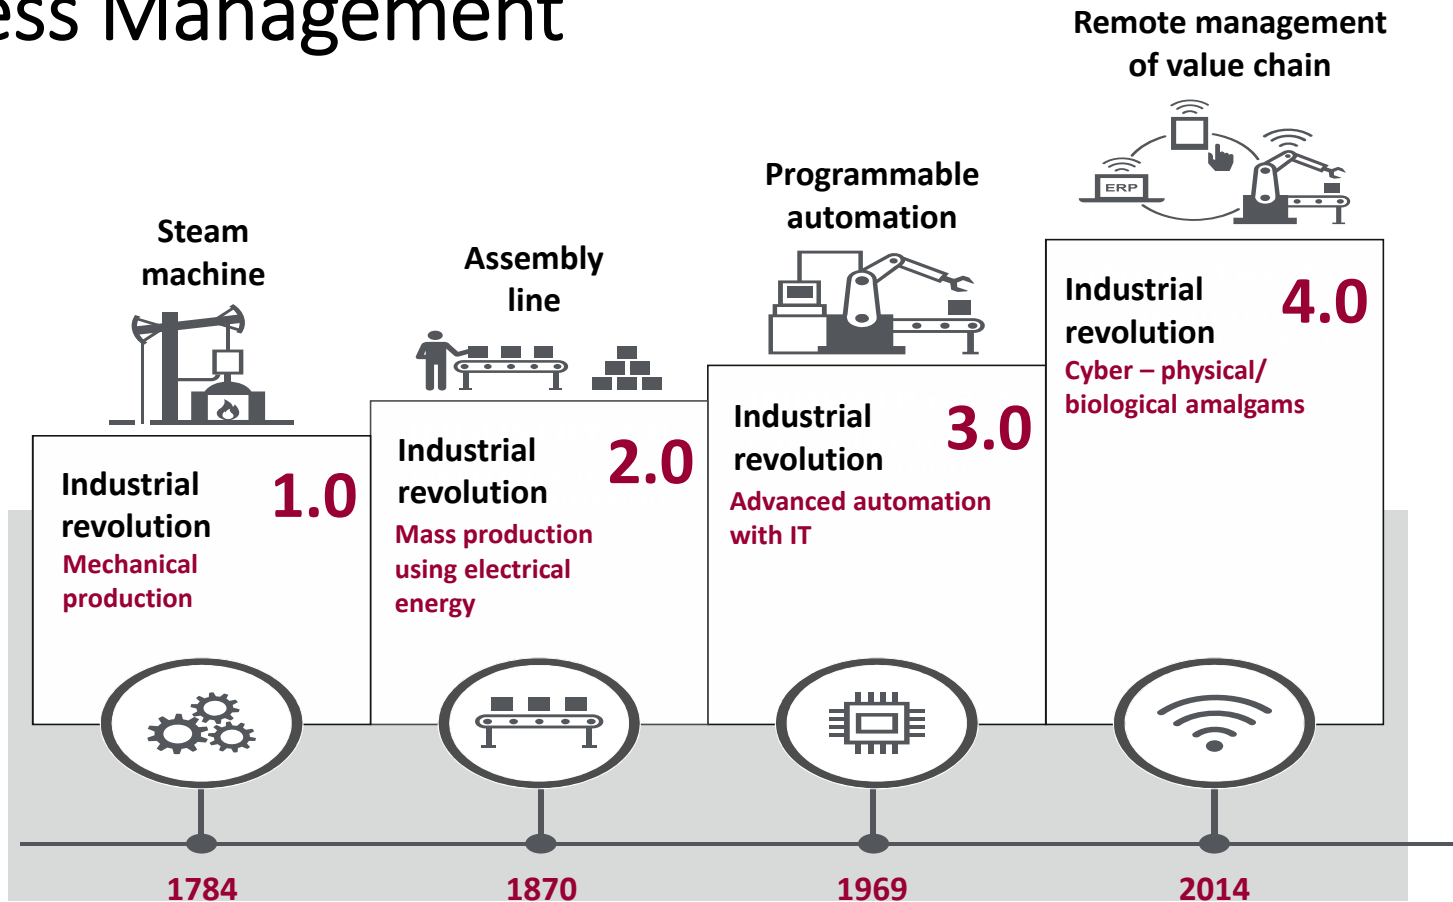 ess Management
Remote management
of value chain
ERP
Programmable
automation
Steam
machine
Assembly
line
Industrial
revolution
4.0
Cyber – physical/
biological amalgams
Industrial
revolution
3.0
Advanced automation
with IT
Industrial
revolution
2.0
Mass production
using electrical
energy
Industrial
revolution
1.0
Mechanical
production
1784
1870
1969
2014